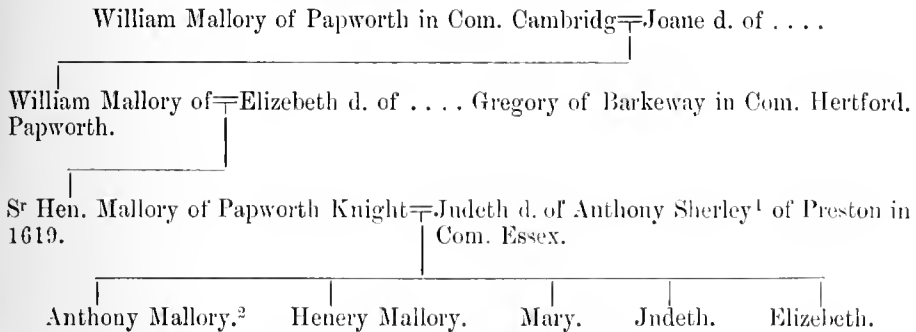 William Mallory of Papworth in Com. Cambridg Joane d. of . . . .
William Mallory of Elizebeth d. of . . . . Gregory of Barkeway in Com. Hertford.
Papworth.
Sʳ Hen. Mallory of Papworth Knight Judeth d. of Anthony Sherley¹ of Preston in
1619. Com. Essex.
Anthony Mallory.² Henery Mallory. Mary. Judeth. Elizebeth.